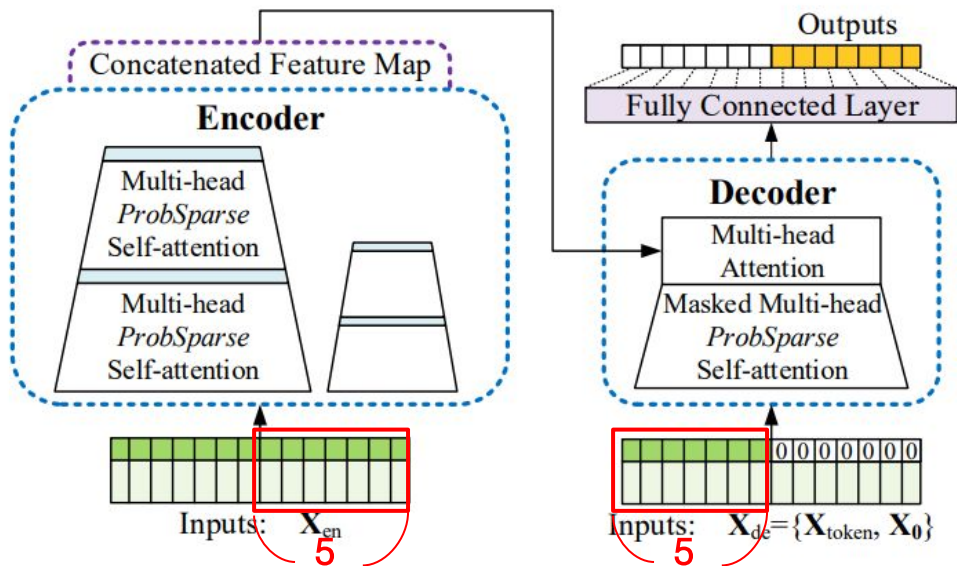 Concatenated Feature Map
Encoder
Multi-head
ProbSparse
Self-attention
Multi-head
ProbSparse
Self-attention
Inputs: Xen
5
Outputs
Fully Connected Layer
Decoder
Multi-head
Attention
Masked Multi-head
ProbSparse
Self-attention
0 0 0 0 0 0 0
Inputs: Xde={Xtoken, X0}
5